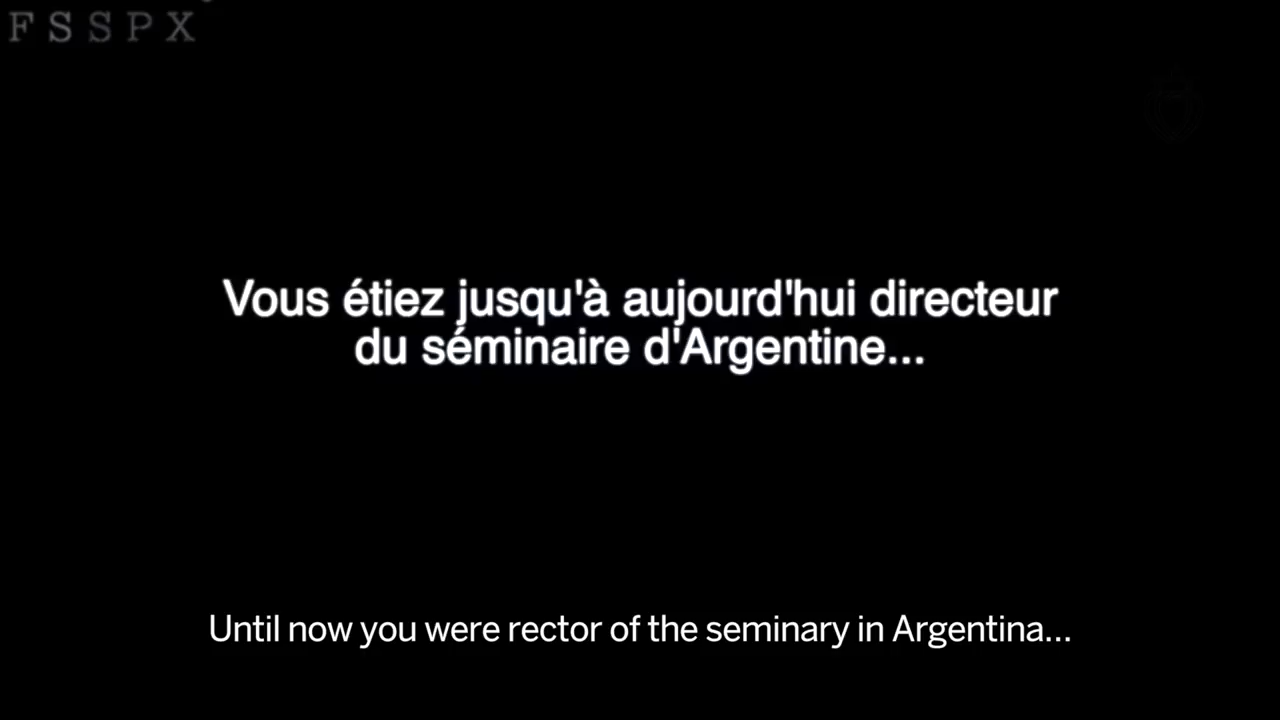 FSSPX
Vous étiez jusqu'à aujourd'hui directeur
du séminaire d'Argentine...
Until now you were rector of the seminary in Argentina...